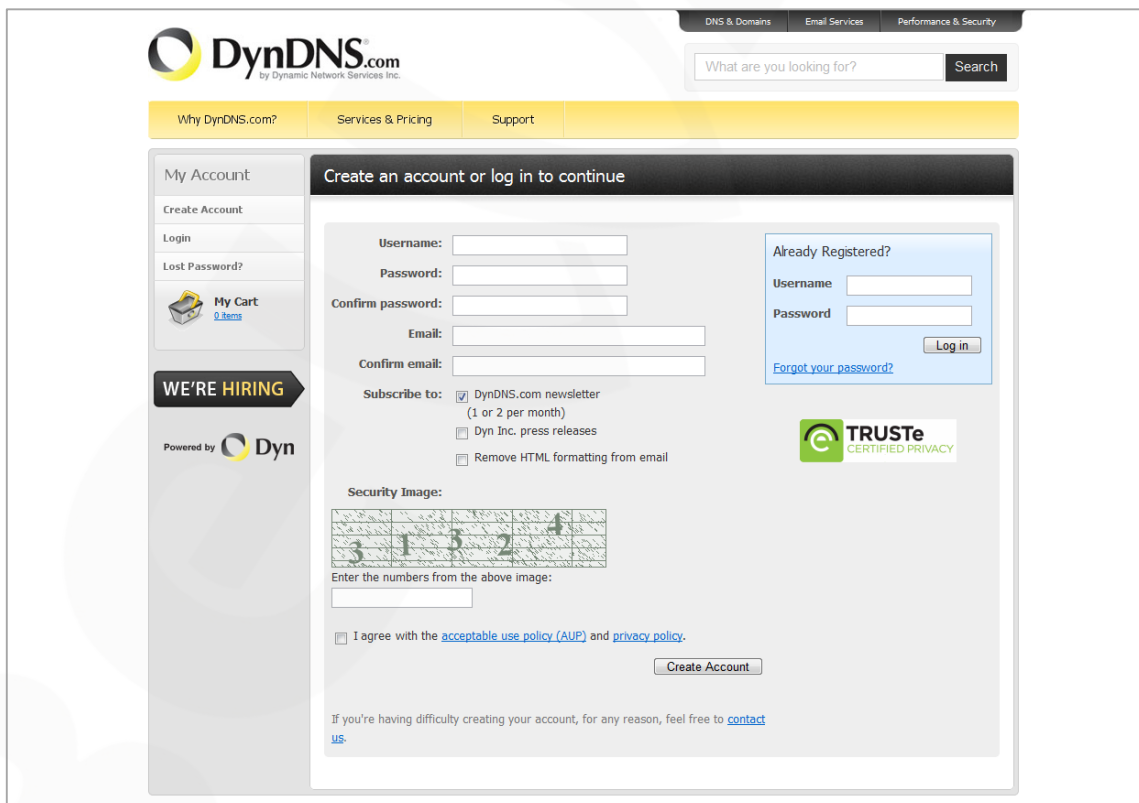 DNS & Domains Email Services Performance & Security
DynDNS.com
by Dynamic Network Services Inc.
What are you looking for? Search
Why DynDNS.com? Services & Pricing Support
My Account
Create Account
Login
Lost Password?
My Cart
0 items
WE'RE HIRING
Powered by Dyn
Create an account or log in to continue
Username:
Password:
Confirm password:
Email:
Confirm email:
Subscribe to: DynDNS.com newsletter
(1 or 2 per month)
Dyn Inc. press releases
Remove HTML formatting from email
Security Image:
3 1 3 2 4
Enter the numbers from the above image:
I agree with the acceptable use policy (AUP) and privacy policy.
Create Account
If you're having difficulty creating your account, for any reason, feel free to contact
us.
Already Registered?
Username
Password
Log in
Forgot your password?
TRUSTe
CERTIFIED PRIVACY